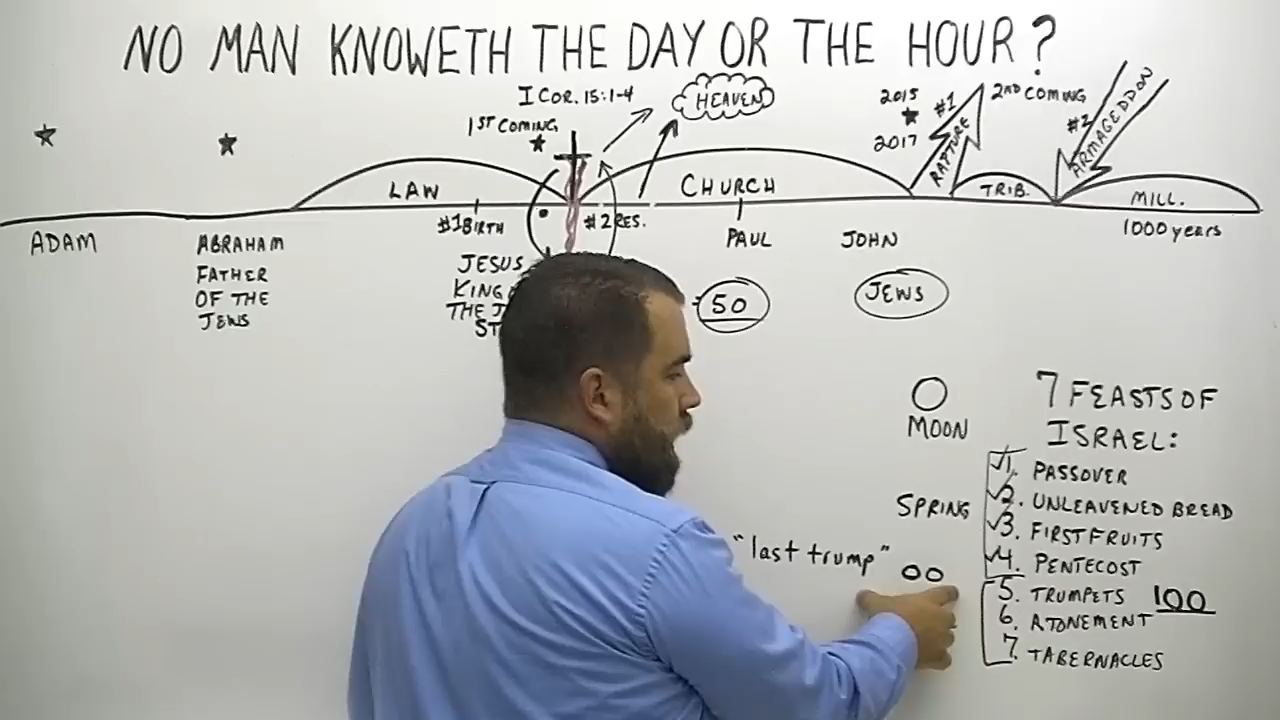 NO MAN KNOWETH THE DAY OR THE HOUR?
I COR. 15:1-4
HEAVEN
1ST COMING
2015
2017
#1
RAPTURE
2ND COMING
#2
ARMAGEDDON
LAW
CHURCH
TRIB.
MILL.
1000 years
#1 BIRTH
#2 RES.
ADAM
ABRAHAM
FATHER
OF THE
JEWS
JESUS
KING
THE J
ST
PAUL
JOHN
50
JEWS
MOON
SPRING
"last trump"
7 FEASTS OF
ISRAEL:
1. PASSOVER
2. UNLEAVENED BREAD
3. FIRSTFRUITS
4. PENTECOST
5. TRUMPETS 100
6. ATONEMENT
7. TABERNACLES